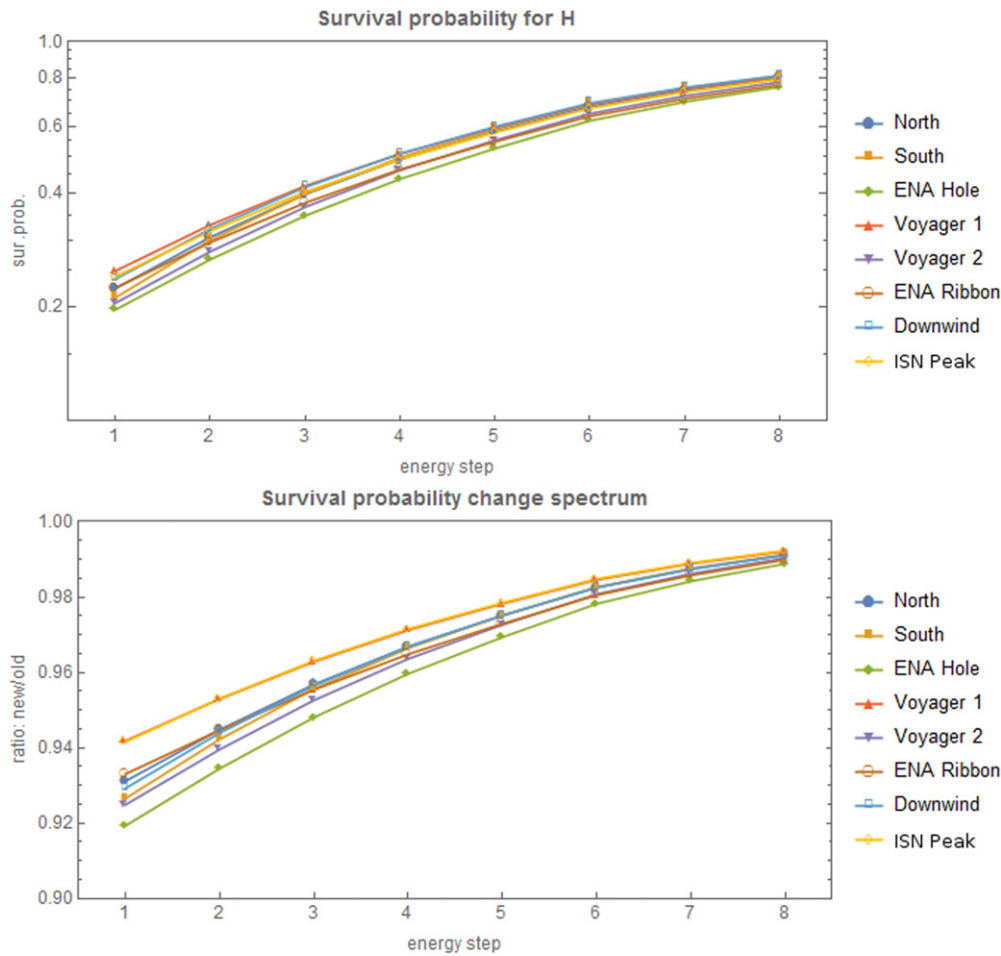 Survival probability for H
1.0
0.8
0.6
0.4
0.2
sur .prob.
1 2 3 4 5 6 7 8
energy step
North
South
ENA Hole
Voyager 1
Voyager 2
ENA Ribbon
Downwind
ISN Peak
Survival probability change spectrum
1.00
0.98
0.96
0.94
0.92
0.90
ratio: new/old
1 2 3 4 5 6 7 8
energy step
North
South
ENA Hole
Voyager 1
Voyager 2
ENA Ribbon
Downwind
ISN Peak